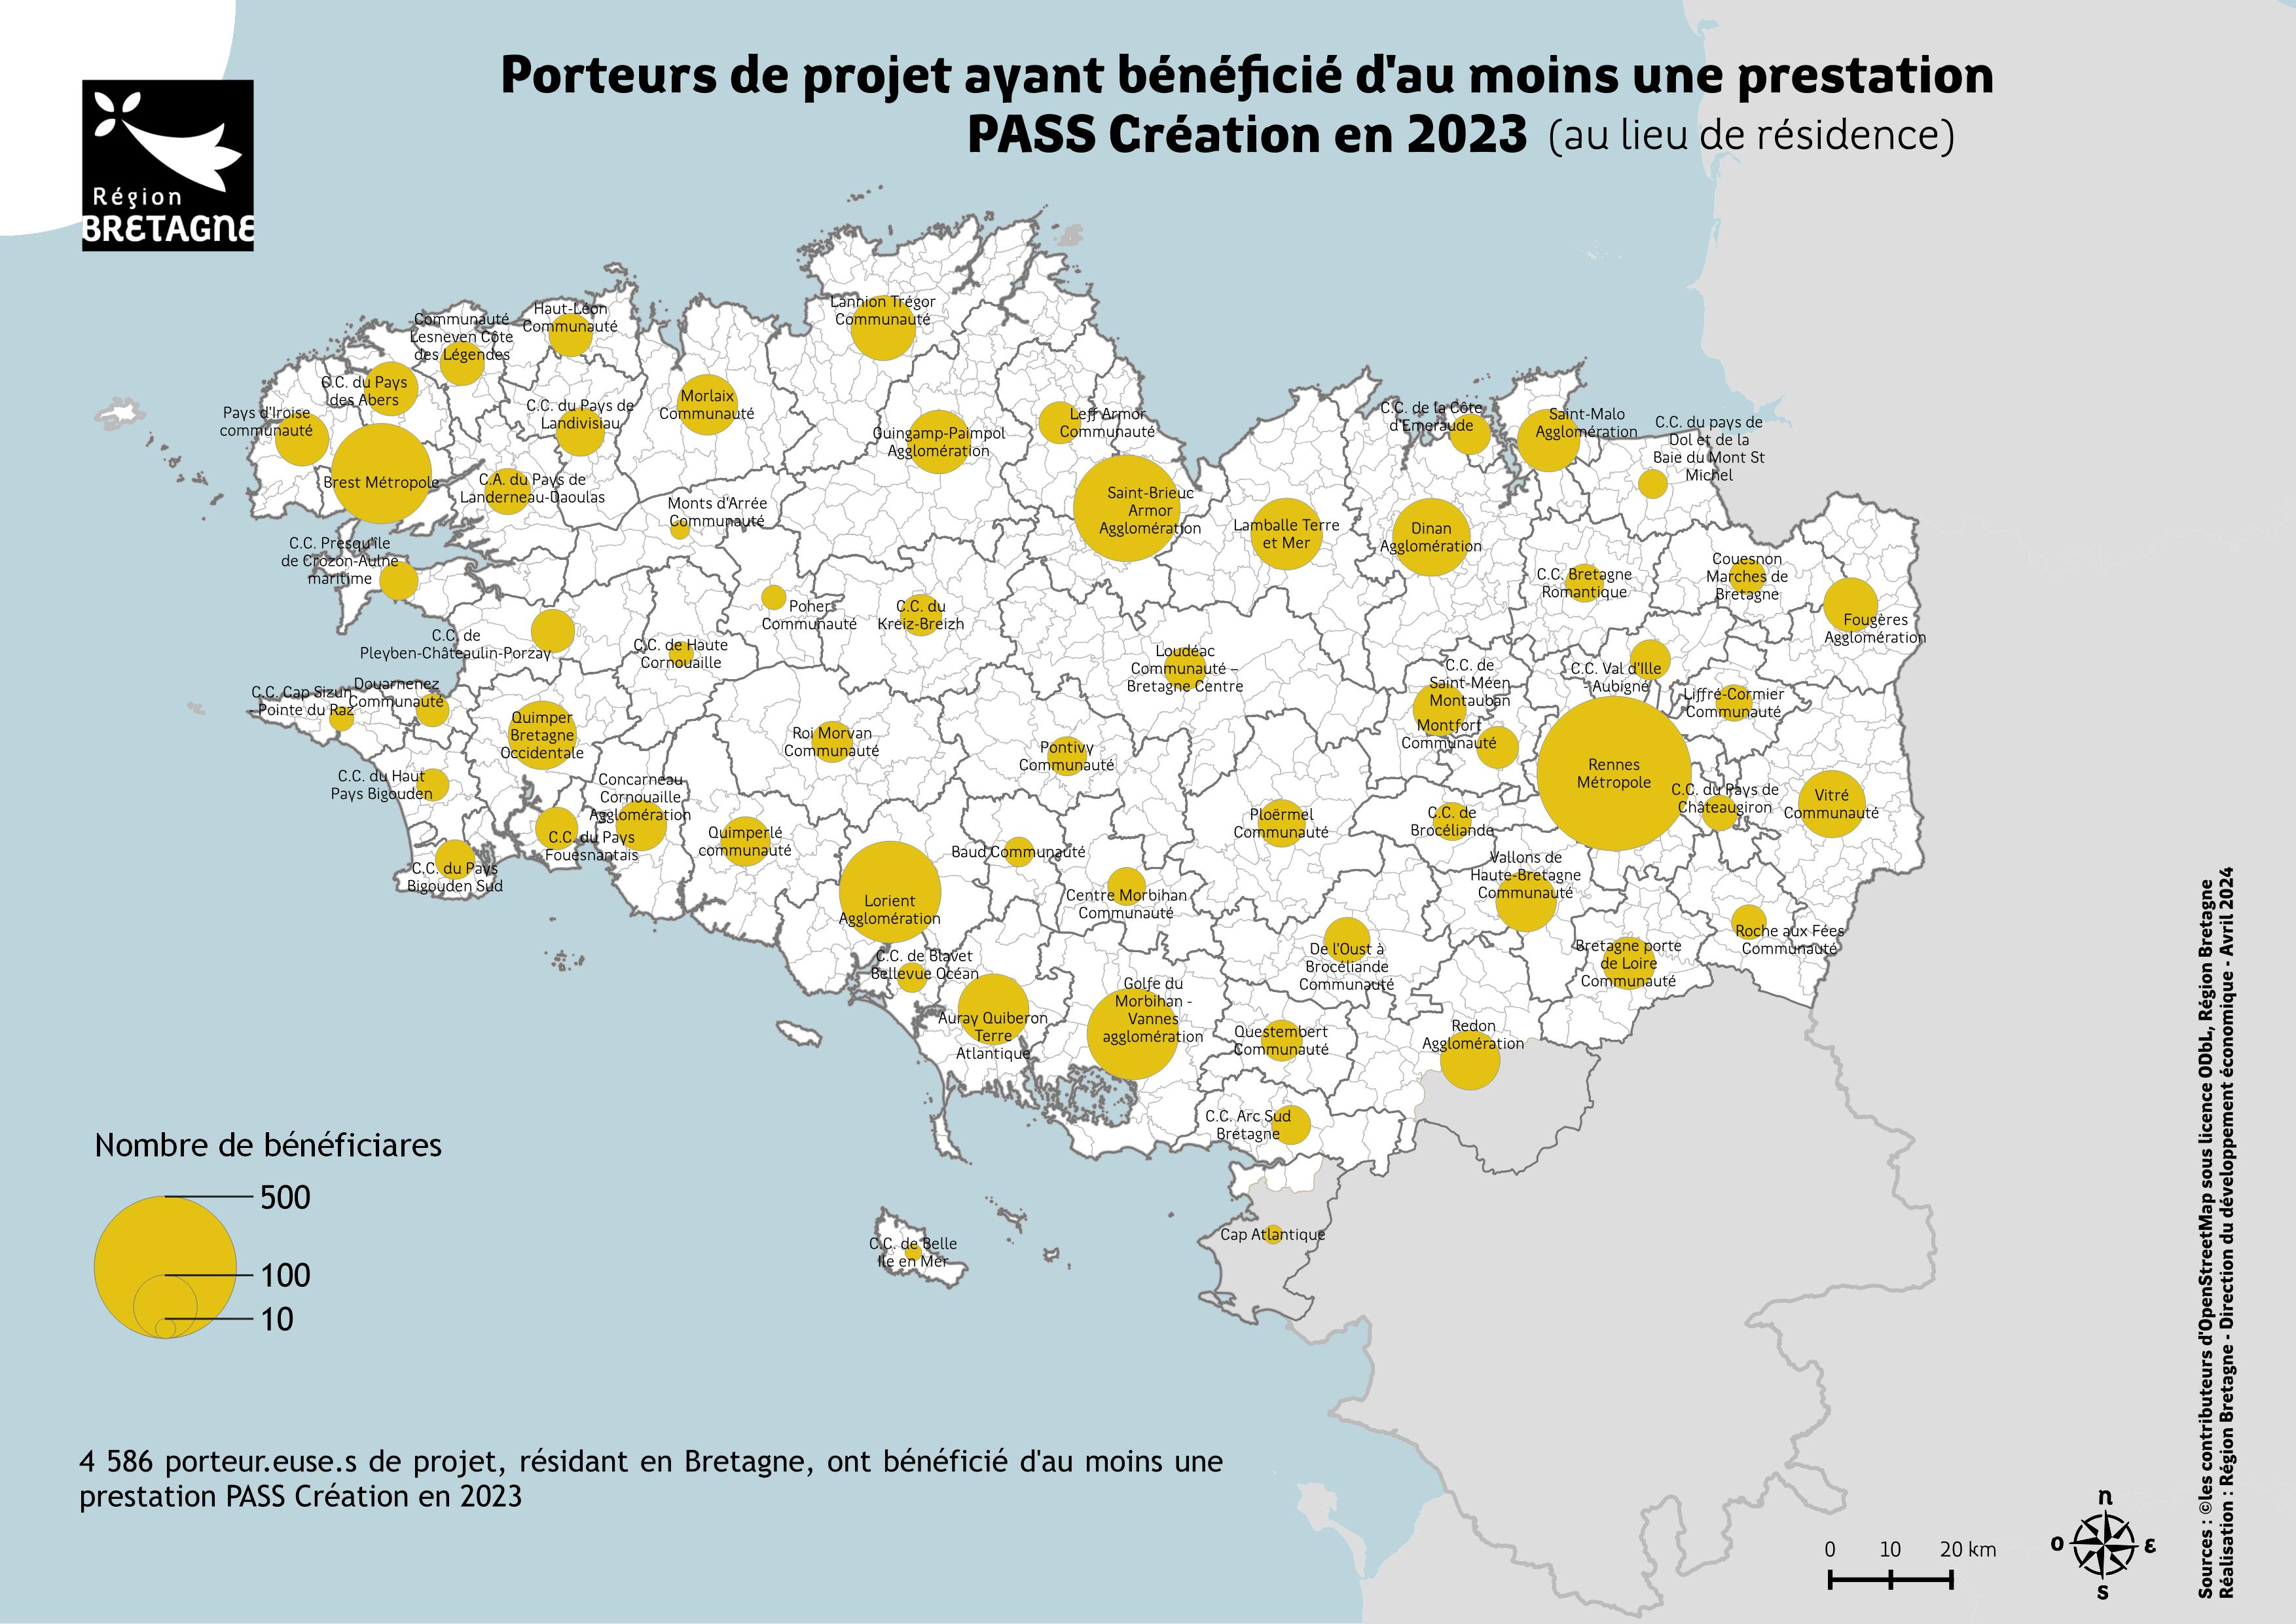 Porteurs de projet ayant bénéficié d'au moins une prestation
PASS Création en 2023 (au lieu de résidence)
Région
BRETAGNE
Lannion Trégor
Communauté
Haut-Léon
Communauté
Communauté
Lesneven Côte
des Légendes
C.C. du Pays
des Abers
Pays d'Iroise
communauté
C.C. du Pays de
Landivisiau
Morlaix
Communauté
Guingamp-Paimpol
Agglomération
Leff Armor
Communauté
C.C. de la Côte
d'Emeraude
Saint-Malo
Agglomération
C.C. du pays de
Dol et de la
Baie du Mont St
Michel
Brest Métropole
C.A. du Pays de
Landerneau-Daoulas
Monts d'Arrée
Communauté
Saint-Brieuc
Armor
Agglomération
Lamballe Terre
et Mer
Dinan
Agglomération
C.C. Presqu'île
de Crozon-Aulne
maritime
C.C. Bretagne
Romantique
Couesnon
Marches de
Bretagne
Fougères
Agglomération
Poher
Communauté
C.C. du
Kreiz-Breizh
C.C. de
Pleyben-Châteaulin-Porzay
C.C. de Haute
Cornouaille
Loudéac
Communauté –
Bretagne Centre
C.C. de
Saint-Méen
Montauban
C.C. Val d'Ille
- Aubigné
Liffré-Cormier
Communauté
C.C. Cap Sizun
- Pointe du Raz
Douarnenez
Communauté
Quimper
Bretagne
Occidentale
Roi Morvan
Communauté
Pontivy
Communauté
Montfort
Communauté
Rennes
Métropole
C.C. du Pays de
Châteaugiron
Vitré
Communauté
C.C. du Haut
Pays Bigouden
Concarneau
Cornouaille
Agglomération
C.C. du Pays
Fouesnantais
Quimperlé
communauté
Ploërmel
Communauté
C.C. de
Brocéliande
C.C. du Pays
Bigouden Sud
Baud Communauté
Vallons de
Haute-Bretagne
Communauté
Lorient
Agglomération
Centre Morbihan
Communauté
Roche aux Fées
Communauté
C.C. de Blavet
Bellevue Océan
De l'Oust à
Brocéliande
Communauté
Bretagne porte
de Loire
Communauté
Auray Quiberon
Terre
Atlantique
Golfe du
Morbihan -
Vannes
agglomération
Questembert
Communauté
Redon
Agglomération
C.C. Arc Sud
Bretagne
Cap Atlantique
C.C. de Belle
Ile en Mer
Nombre de bénéficiares
500
100
10
4 586 porteur.euse.s de projet, résidant en Bretagne, ont bénéficié d'au moins une
prestation PASS Création en 2023
0 10 20 km
n
o
ε
s
Sources : ©les contributeurs d'OpenStreetMap sous licence ODbL, Région Bretagne
Réalisation : Région Bretagne - Direction du développement économique - Avril 2024